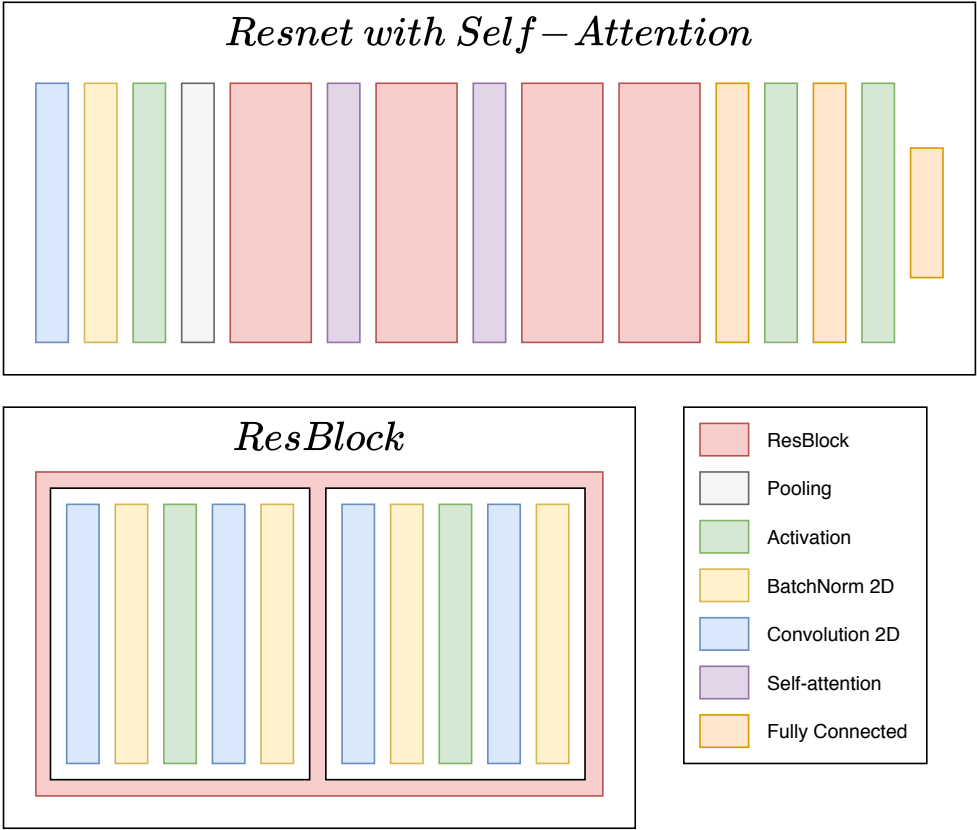 Resnet with Self-Attention
ResBlock
ResBlock
Pooling
Activation
BatchNorm 2D
Convolution 2D
Self-attention
Fully Connected